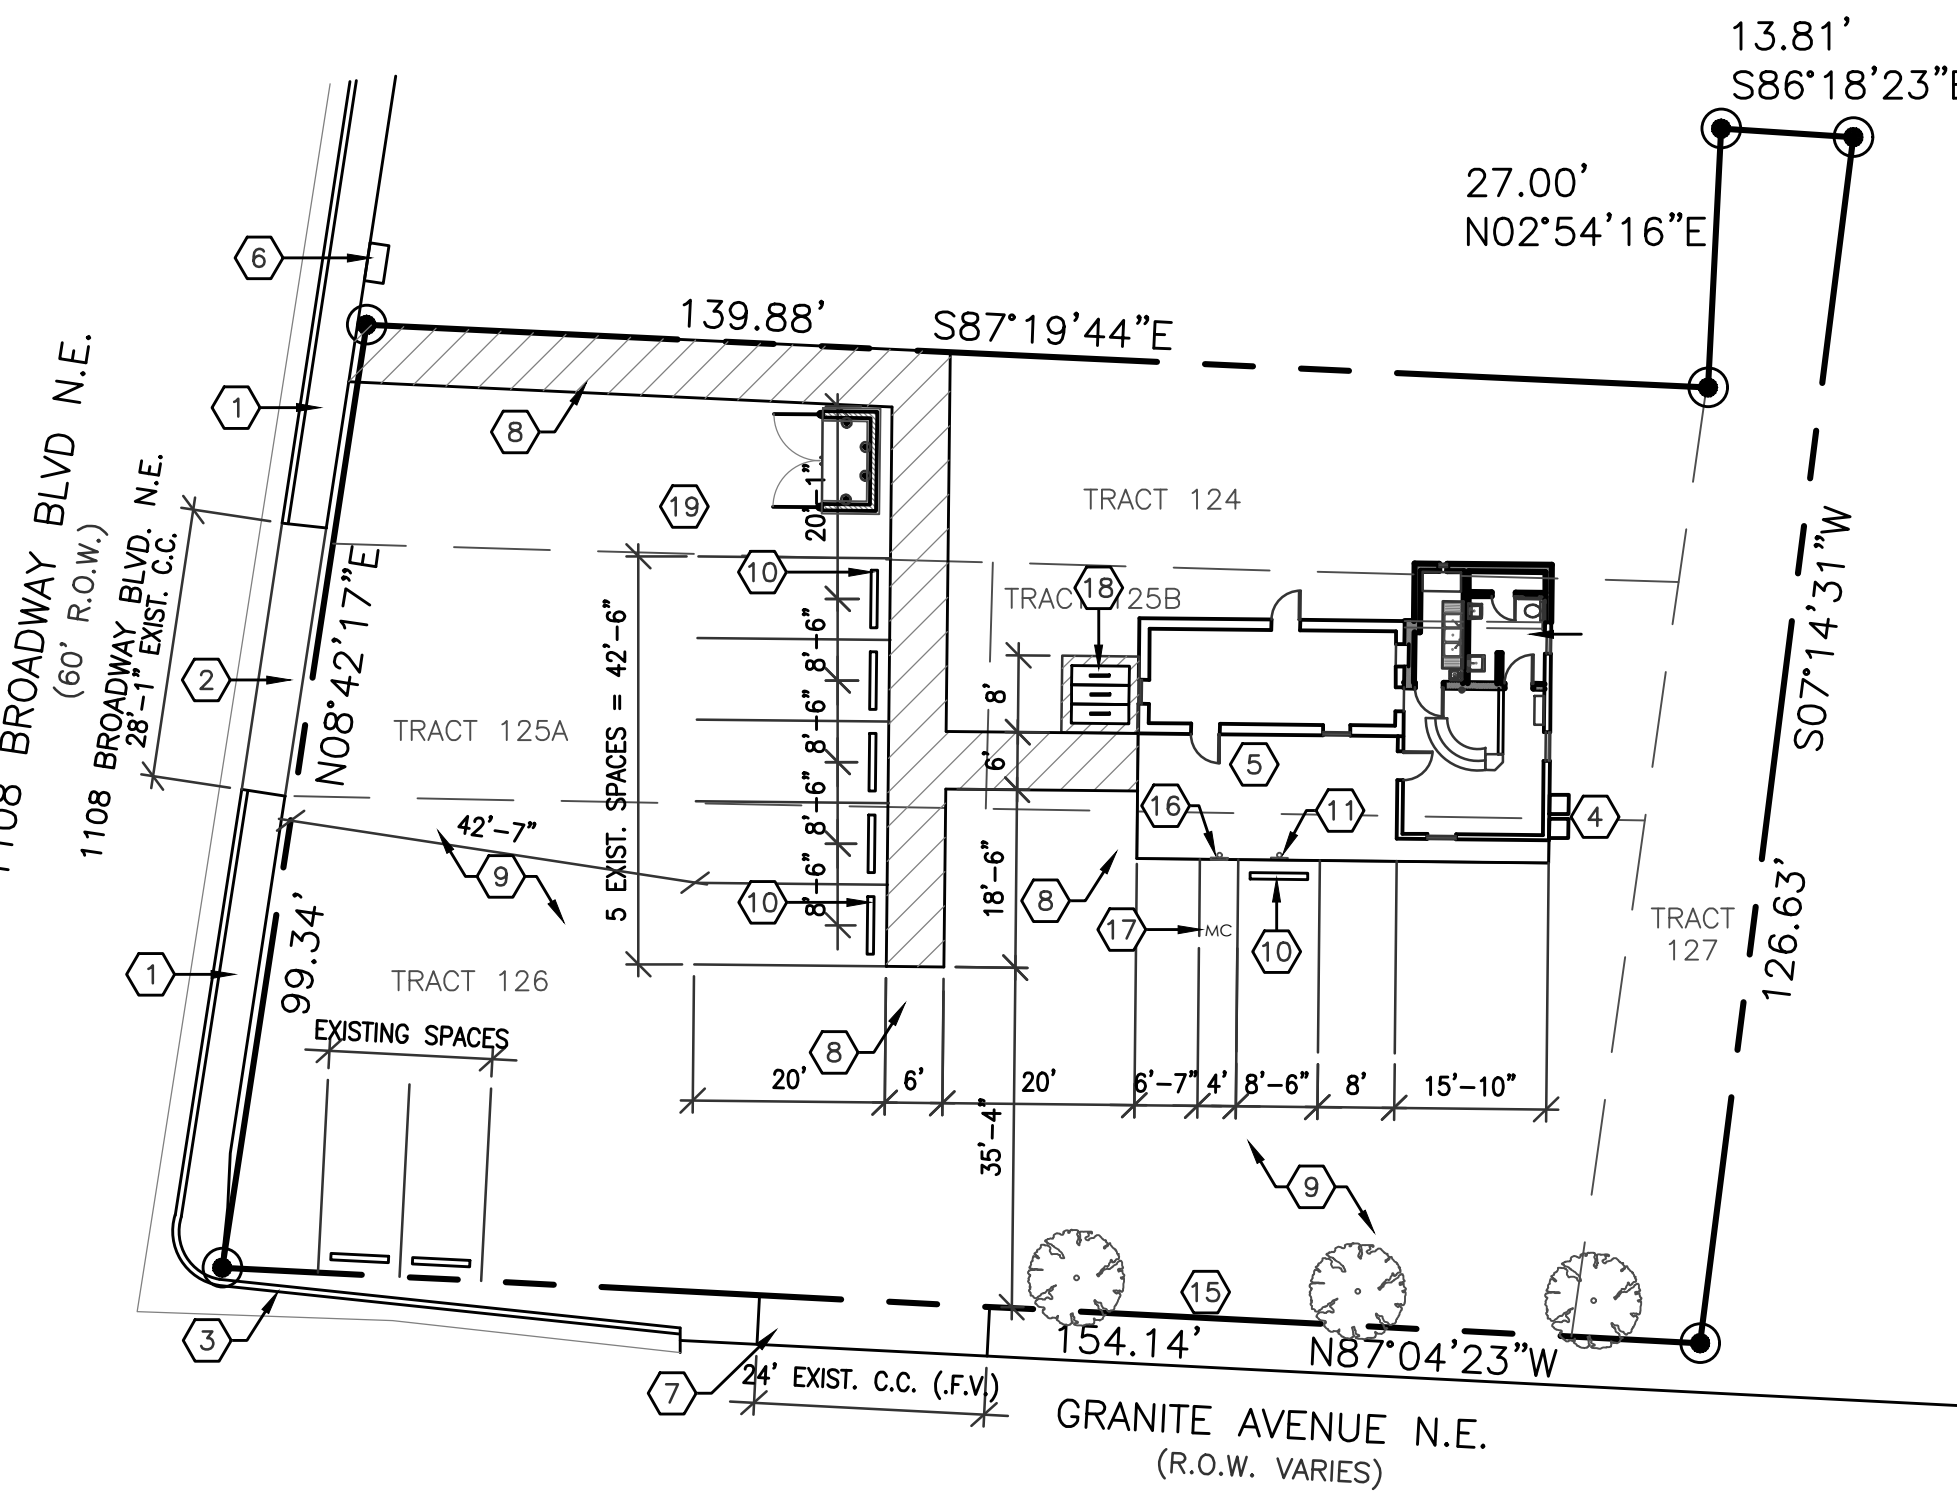 13.81'
S86°18'23"E
27.00'
N02°54'16"E
6
139.88'
S87°19'44"E
1
8
19
20'-1"
TRACT 124
1108 BROADWAY BLVD N.E.
(60' R.O.W.)
1108 BROADWAY BLVD. N.E.
28'-1" EXIST. C.C.
N08°42'17"E
10
TRACT 125B
18
S07°14'31"W
2
TRACT 125A
5 EXIST. SPACES = 42'-6"
8'-6"
8'-6"
8'-6"
8'-6"
8'
6'
5
16
11
4
42'-7"
9
10
18'-6"
8
17
MC
10
TRACT
127
126.63'
1
99.34'
TRACT 126
EXISTING SPACES
8
20'
6'
20'
6'-7"
4'
8'-6"
8'
15'-10"
35'-4"
9
15
3
154.14'
N87°04'23"W
7
24' EXIST. C.C. (.F.V.)
GRANITE AVENUE N.E.
(R.O.W. VARIES)